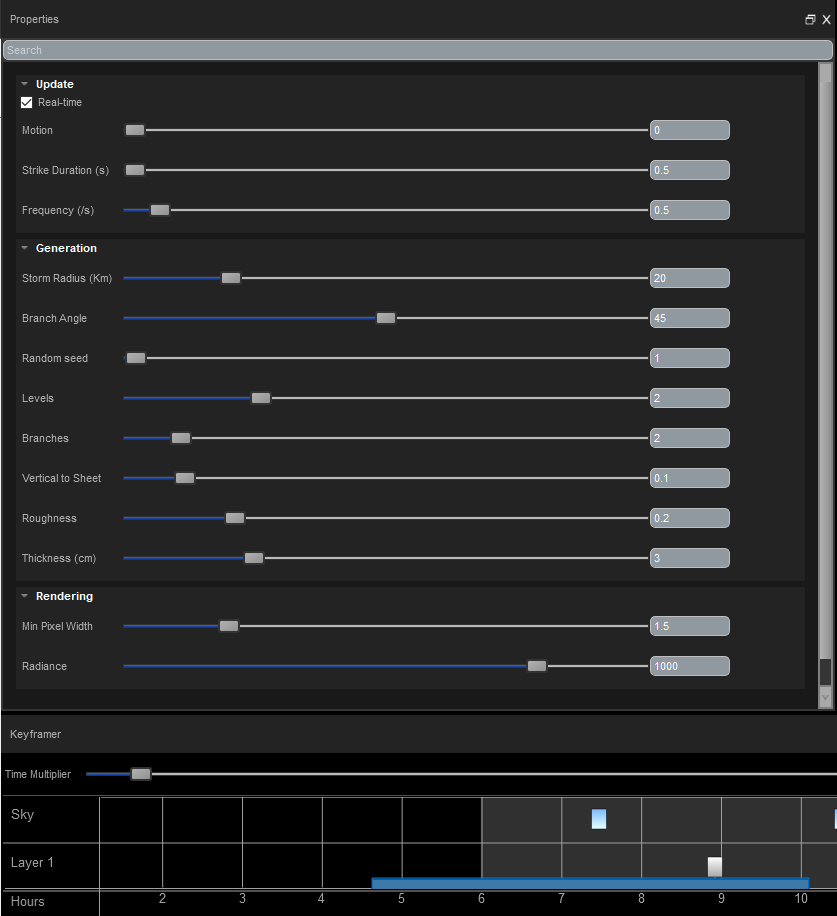 Properties
Search
Update
Real-time
Motion 0
Strike Duration (s) 0.5
Frequency (/s) 0.5
Generation
Storm Radius (Km) 20
Branch Angle 45
Random seed 1
Levels 2
Branches 2
Vertical to Sheet 0.1
Roughness 0.2
Thickness (cm) 3
Rendering
Min Pixel Width 1.5
Radiance 1000
Keyframer
Time Multiplier
Sky
Layer 1
Hours 2 3 4 5 6 7 8 9 10